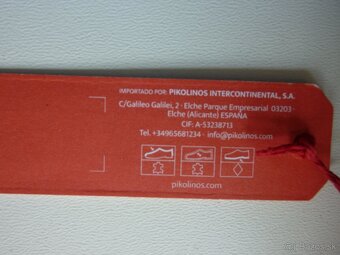 IMPORTADO POR: PIKOLINOS INTERCONTINENTAL, S.A.
C/Galileo Galilei, 2 · Elche Parque Empresarial 03203 ·
Elche (Alicante) ESPAÑA
CIF: A-53238713
Tel. +34965681234 · info@pikolinos.com
pikolinos.com